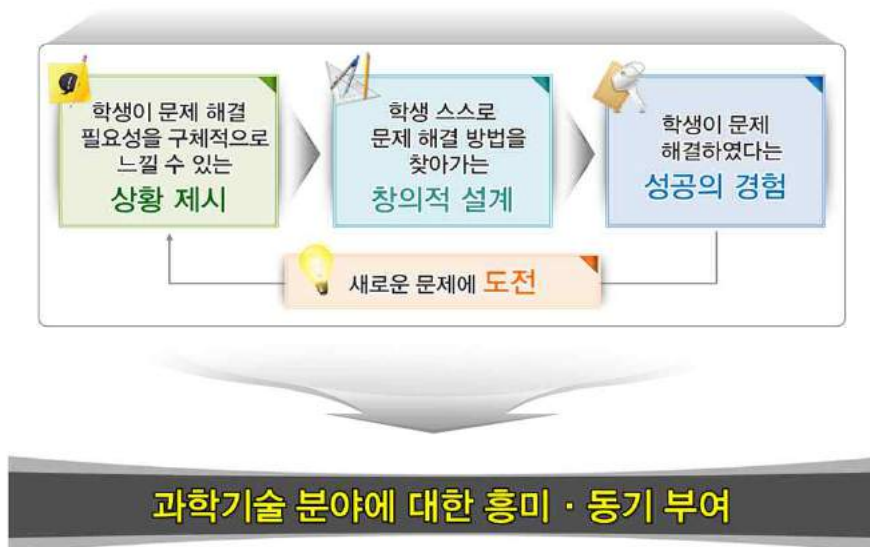 학생이 문제 해결
필요성을 구체적으로
느낄 수 있는
상황 제시
학생 스스로
문제 해결 방법을
찾아가는
창의적 설계
학생이 문제
해결하였다는
성공의 경험
새로운 문제에 도전
과학기술 분야에 대한 흥미 · 동기 부여